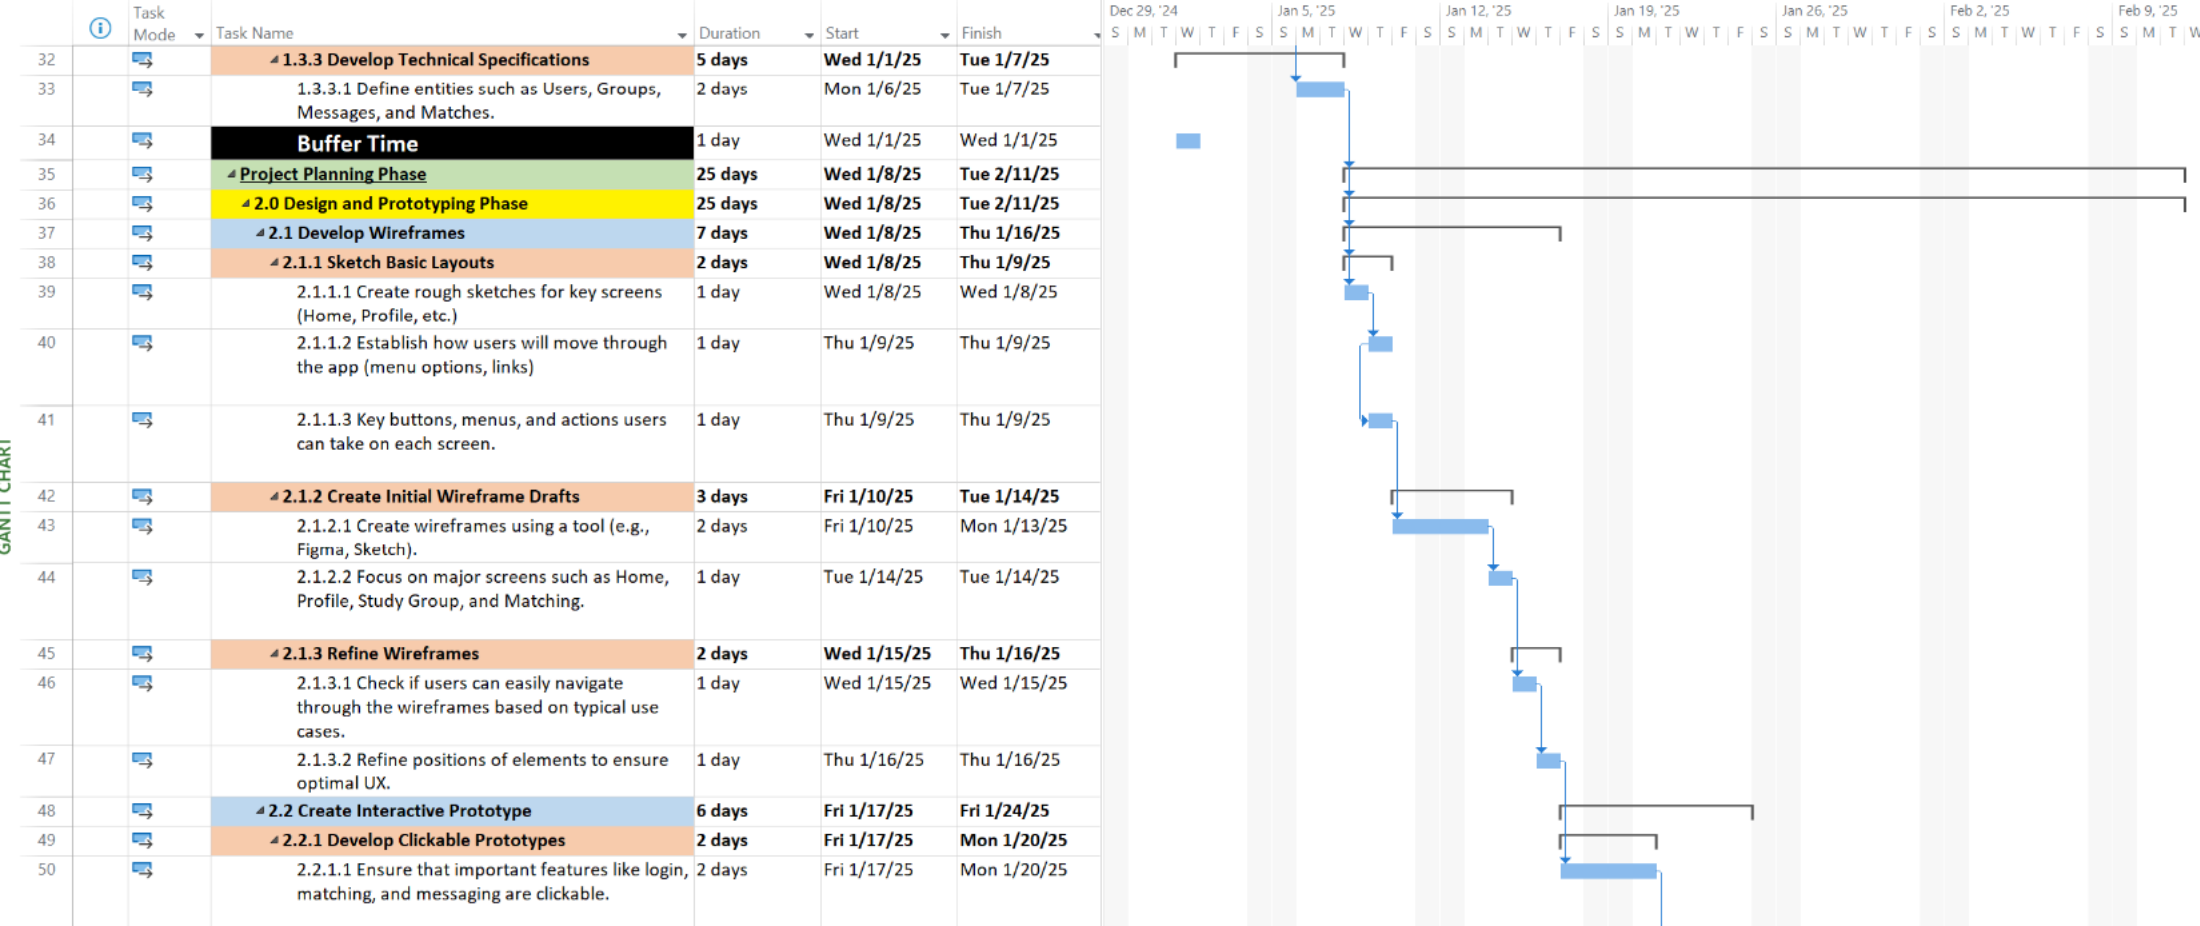 Task
Mode
Task Name
Duration
Start
Finish
Dec 29, '24
Jan 5, '25
Jan 12, '25
Jan 19, '25
Jan 26, '25
Feb 2, '25
Feb 9, '25
S M T W T F S S M T W T F S S M T W T F S S M T W T F S S M T W T F S S M T W T F S S M T W
32 1.3.3 Develop Technical Specifications 5 days Wed 1/1/25 Tue 1/7/25
33 1.3.3.1 Define entities such as Users, Groups, 2 days Mon 1/6/25 Tue 1/7/25
Messages, and Matches.
34 Buffer Time 1 day Wed 1/1/25 Wed 1/1/25
35 Project Planning Phase 25 days Wed 1/8/25 Tue 2/11/25
36 2.0 Design and Prototyping Phase 25 days Wed 1/8/25 Tue 2/11/25
37 2.1 Develop Wireframes 7 days Wed 1/8/25 Thu 1/16/25
38 2.1.1 Sketch Basic Layouts 2 days Wed 1/8/25 Thu 1/9/25
39 2.1.1.1 Create rough sketches for key screens 1 day Wed 1/8/25 Wed 1/8/25
(Home, Profile, etc.)
40 2.1.1.2 Establish how users will move through 1 day Thu 1/9/25 Thu 1/9/25
the app (menu options, links)
41 2.1.1.3 Key buttons, menus, and actions users 1 day Thu 1/9/25 Thu 1/9/25
can take on each screen.
42 2.1.2 Create Initial Wireframe Drafts 3 days Fri 1/10/25 Tue 1/14/25
43 2.1.2.1 Create wireframes using a tool (e.g., 2 days Fri 1/10/25 Mon 1/13/25
Figma, Sketch).
44 2.1.2.2 Focus on major screens such as Home, 1 day Tue 1/14/25 Tue 1/14/25
Profile, Study Group, and Matching.
45 2.1.3 Refine Wireframes 2 days Wed 1/15/25 Thu 1/16/25
46 2.1.3.1 Check if users can easily navigate 1 day Wed 1/15/25 Wed 1/15/25
through the wireframes based on typical use
cases.
47 2.1.3.2 Refine positions of elements to ensure 1 day Thu 1/16/25 Thu 1/16/25
optimal UX.
48 2.2 Create Interactive Prototype 6 days Fri 1/17/25 Fri 1/24/25
49 2.2.1 Develop Clickable Prototypes 2 days Fri 1/17/25 Mon 1/20/25
50 2.2.1.1 Ensure that important features like login, 2 days Fri 1/17/25 Mon 1/20/25
matching, and messaging are clickable.
GANTT CHART